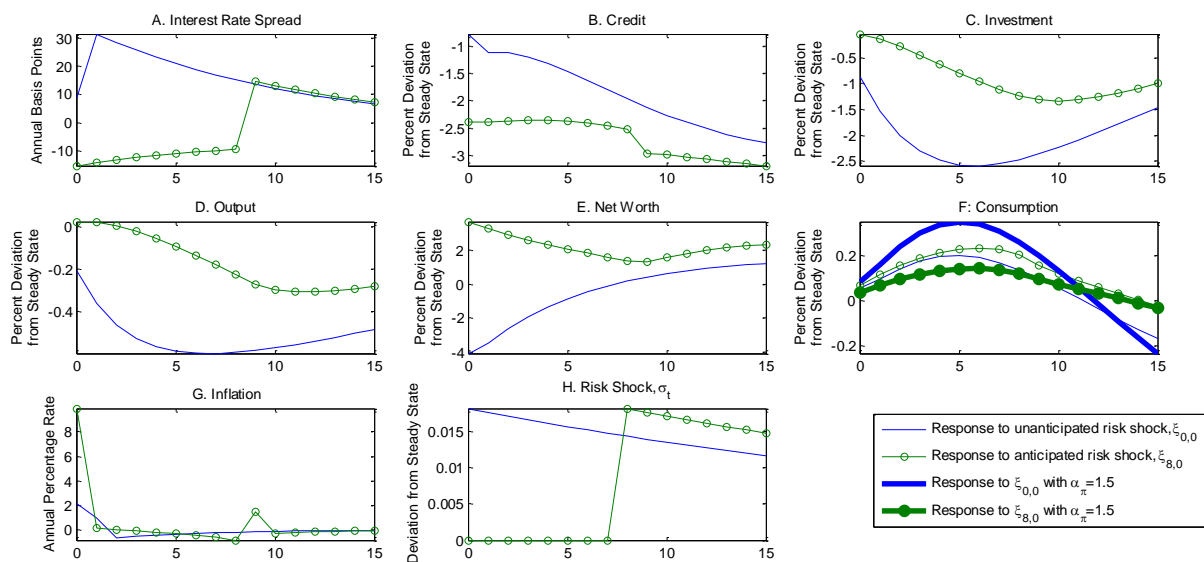 A. Interest Rate Spread
Annual Basis Points
30
20
10
0
-10
0 5 10 15
B. Credit
Percent Deviation
from Steady State
-1
-1.5
-2
-2.5
-3
0 5 10 15
C. Investment
Percent Deviation
from Steady State
-0.5
-1
-1.5
-2
-2.5
0 5 10 15
D. Output
Percent Deviation
from Steady State
0
-0.2
-0.4
0 5 10 15
E. Net Worth
Percent Deviation
from Steady State
2
0
-2
-4
0 5 10 15
F: Consumption
Percent Deviation
from Steady State
0.2
0
-0.2
0 5 10 15
G. Inflation
Annual Percentage Rate
8
6
4
2
0
0 5 10 15
H. Risk Shock, σt
Deviation from Steady State
0.015
0.01
0.005
0
0 5 10 15
Response to unanticipated risk shock, ξ0,0
Response to anticipated risk shock, ξ8,0
Response to ξ0,0 with απ=1.5
Response to ξ8,0 with απ=1.5